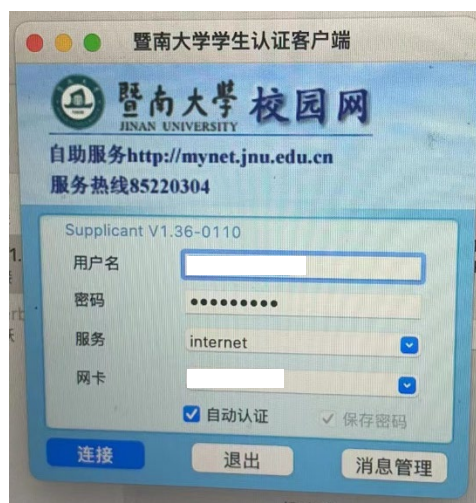 暨南大学学生认证客户端
暨南大學 校园网
JINAN UNIVERSITY
自助服务http://mynet.jnu.edu.cn
服务热线85220304
Supplicant V1.36-0110
用户名
密码 •••••••••
服务 internet
网卡
自动认证 保存密码
连接 退出 消息管理